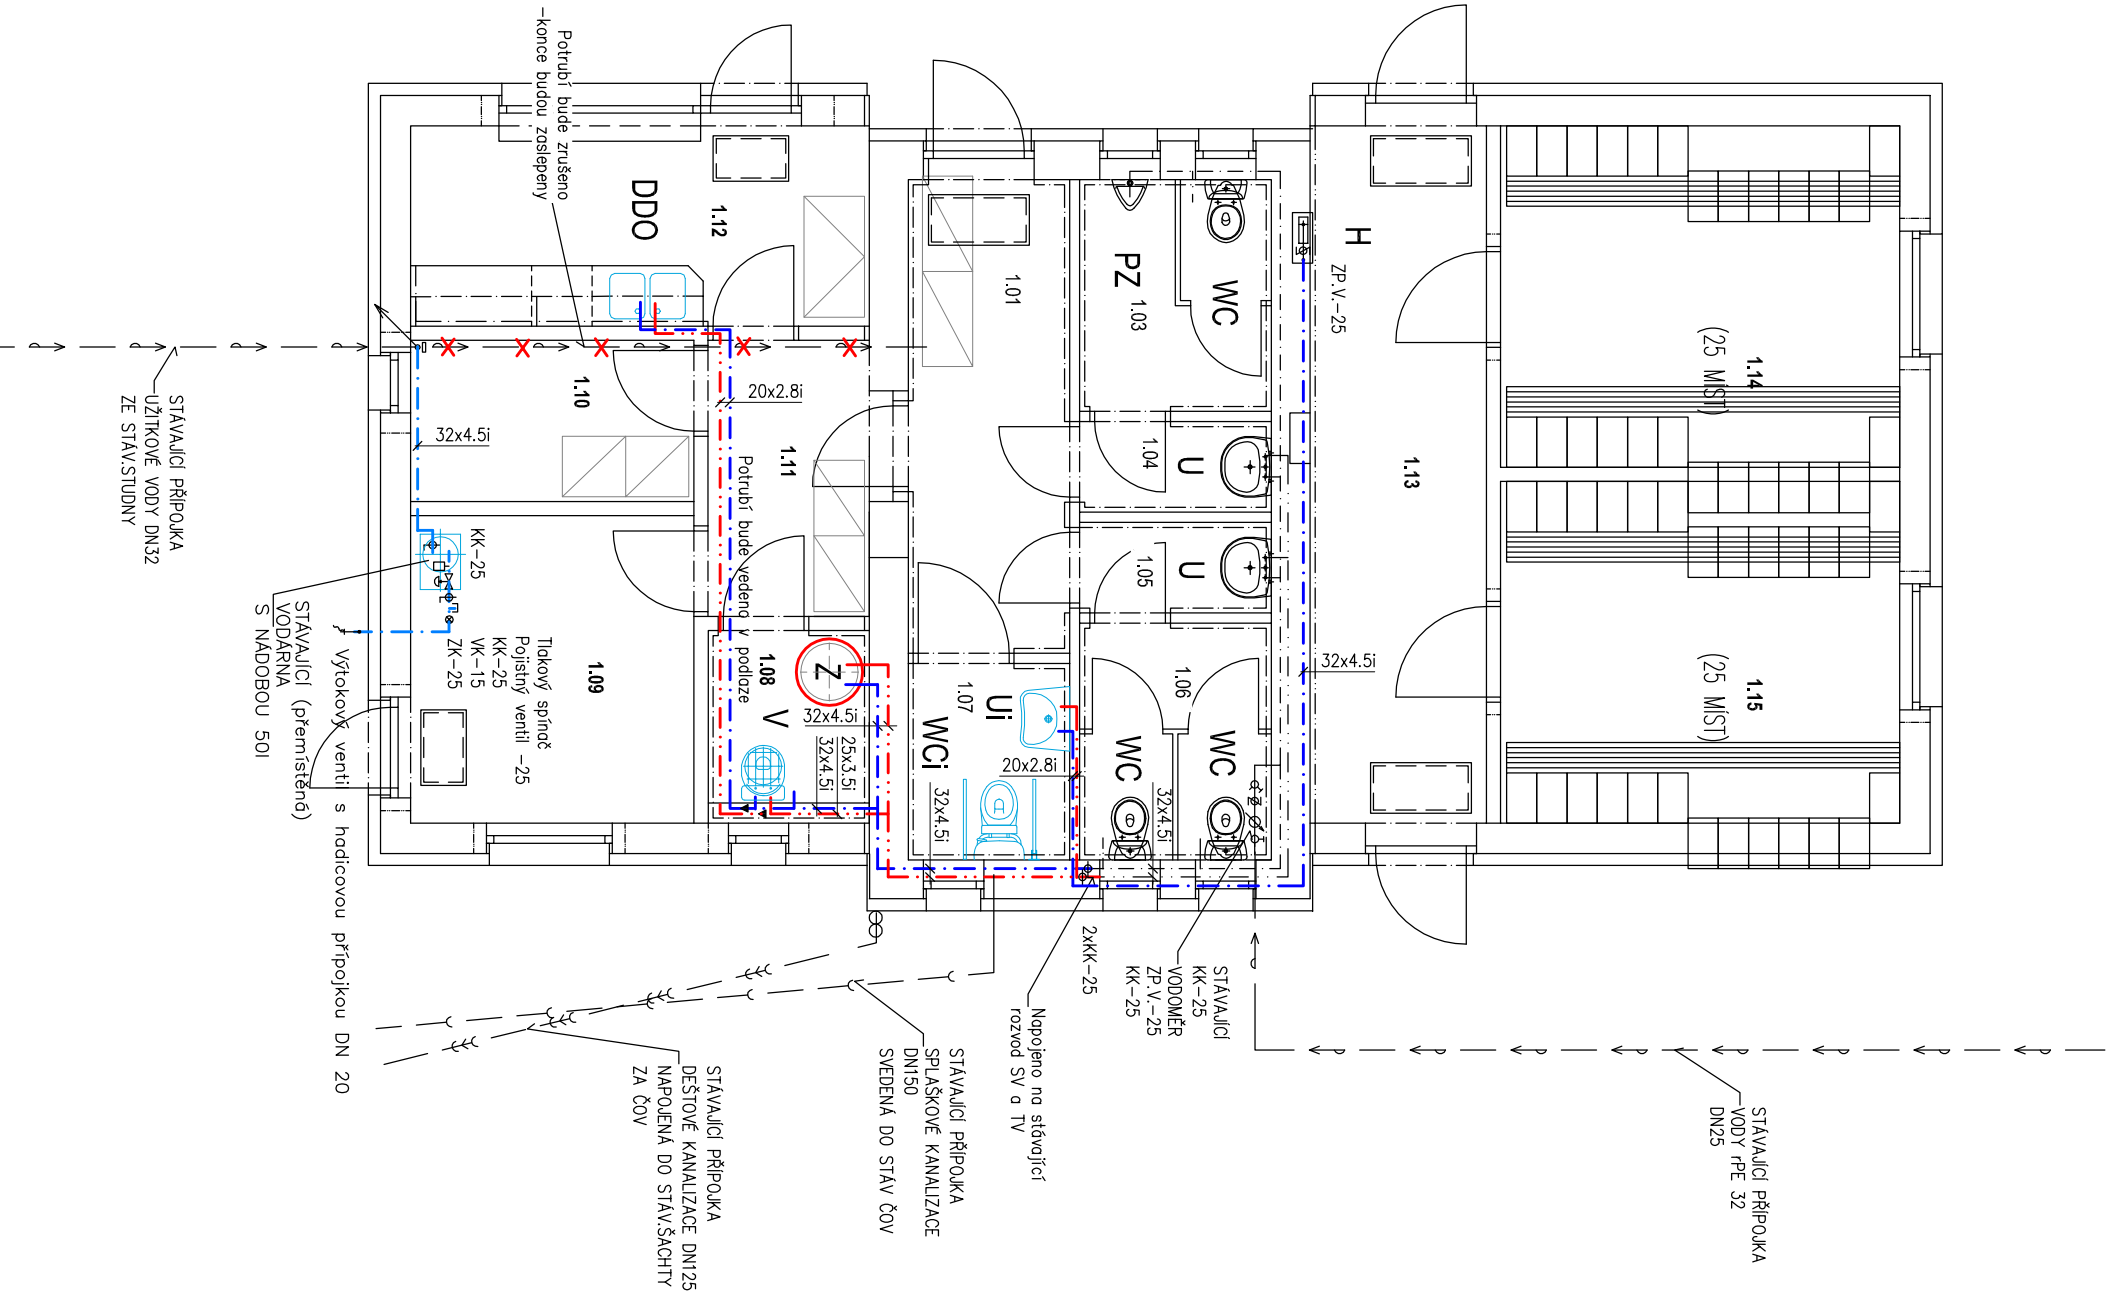 Potrubí bude zrušeno
-konce budou zaslepeny
DDO
1.12
1.01
PZ
1.03
WC
H
ZP.V.-25
1.14
(25 MÍST)
1.13
1.04
U
1.05
U
1.10
1.11
20x2.8i
32x4.5i
STÁVAJÍCÍ PŘÍPOJKA
UŽITKOVÉ VODY DN32
ZE STÁV.STUDNY
Potrubí bude vedeno v podlaze
KK-25
STÁVAJÍCÍ (přemístěná)
VODÁRNA
S NÁDOBOU 50l
Výtokový ventil s hadicovou přípojkou DN 20
Tlakový spínač
Pojistný ventil -25
KK-25
VK-15
ZK-25
1.09
1.08
Z
V
32x4.5i
25x3.5i
32x4.5i
1.07
Ui
WCi
32x4.5i
20x2.8i
1.06
WC
WC
32x4.5i
32x4.5i
1.15
(25 MÍST)
2xKK-25
Napojeno na stávající
rozvod SV a TV
STÁVAJÍCÍ
KK-25
VODOMĚR
ZP.V.-25
KK-25
STÁVAJÍCÍ PŘÍPOJKA
SPLAŠKOVÉ KANALIZACE
DN150
SVEDENÁ DO STÁV ČOV
STÁVAJÍCÍ PŘÍPOJKA
DEŠŤOVÉ KANALIZACE DN125
NAPOJENÁ DO STÁV.ŠACHTY
ZA ČOV
STÁVAJÍCÍ PŘÍPOJKA
VODY rPE 32
DN25